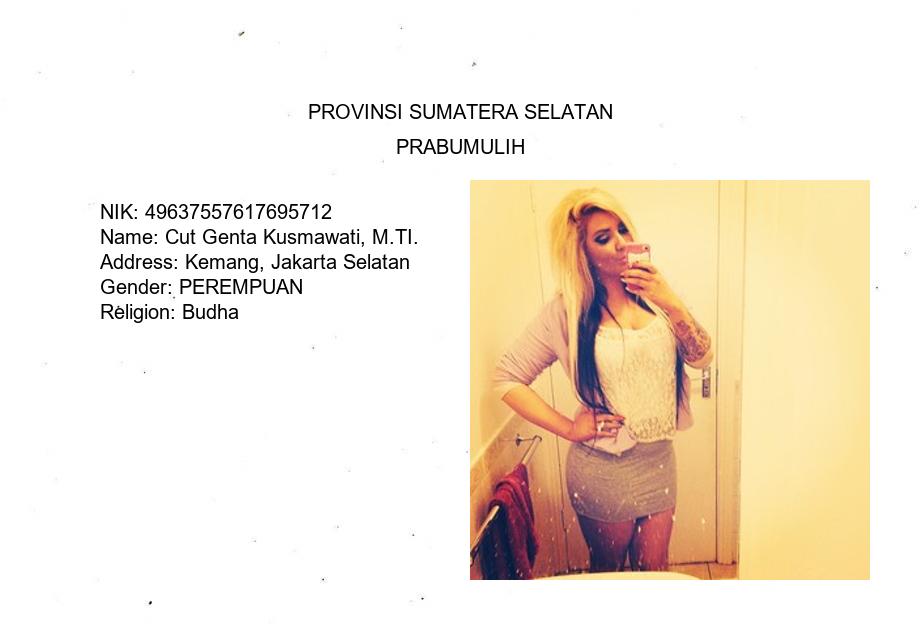 PROVINSI SUMATERA SELATAN
PRABUMULIH
NIK: 49637557617695712
Name: Cut Genta Kusmawati, M.TI.
Address: Kemang, Jakarta Selatan
Gender: PEREMPUAN
Religion: Budha